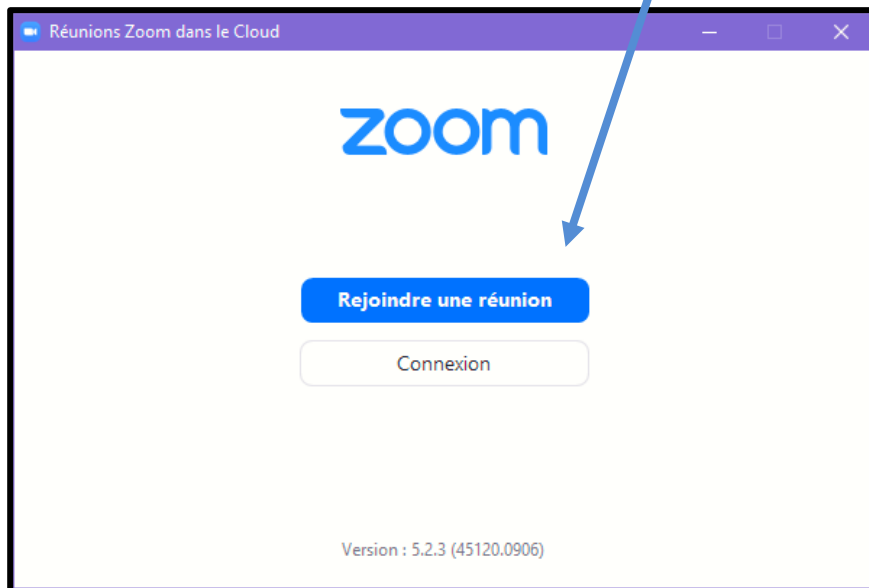 Réunions Zoom dans le Cloud
zoom
Rejoindre une réunion
Connexion
Version : 5.2.3 (45120.0906)